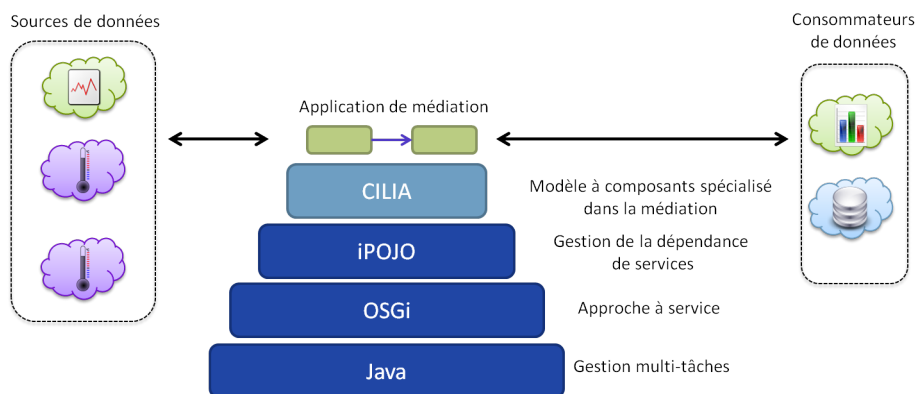 Sources de données
Consommateurs
de données
Application de médiation
CILIA
Modèle à composants spécialisé
dans la médiation
iPOJO
Gestion de la dépendance
de services
OSGi
Approche à service
Java
Gestion multi-tâches